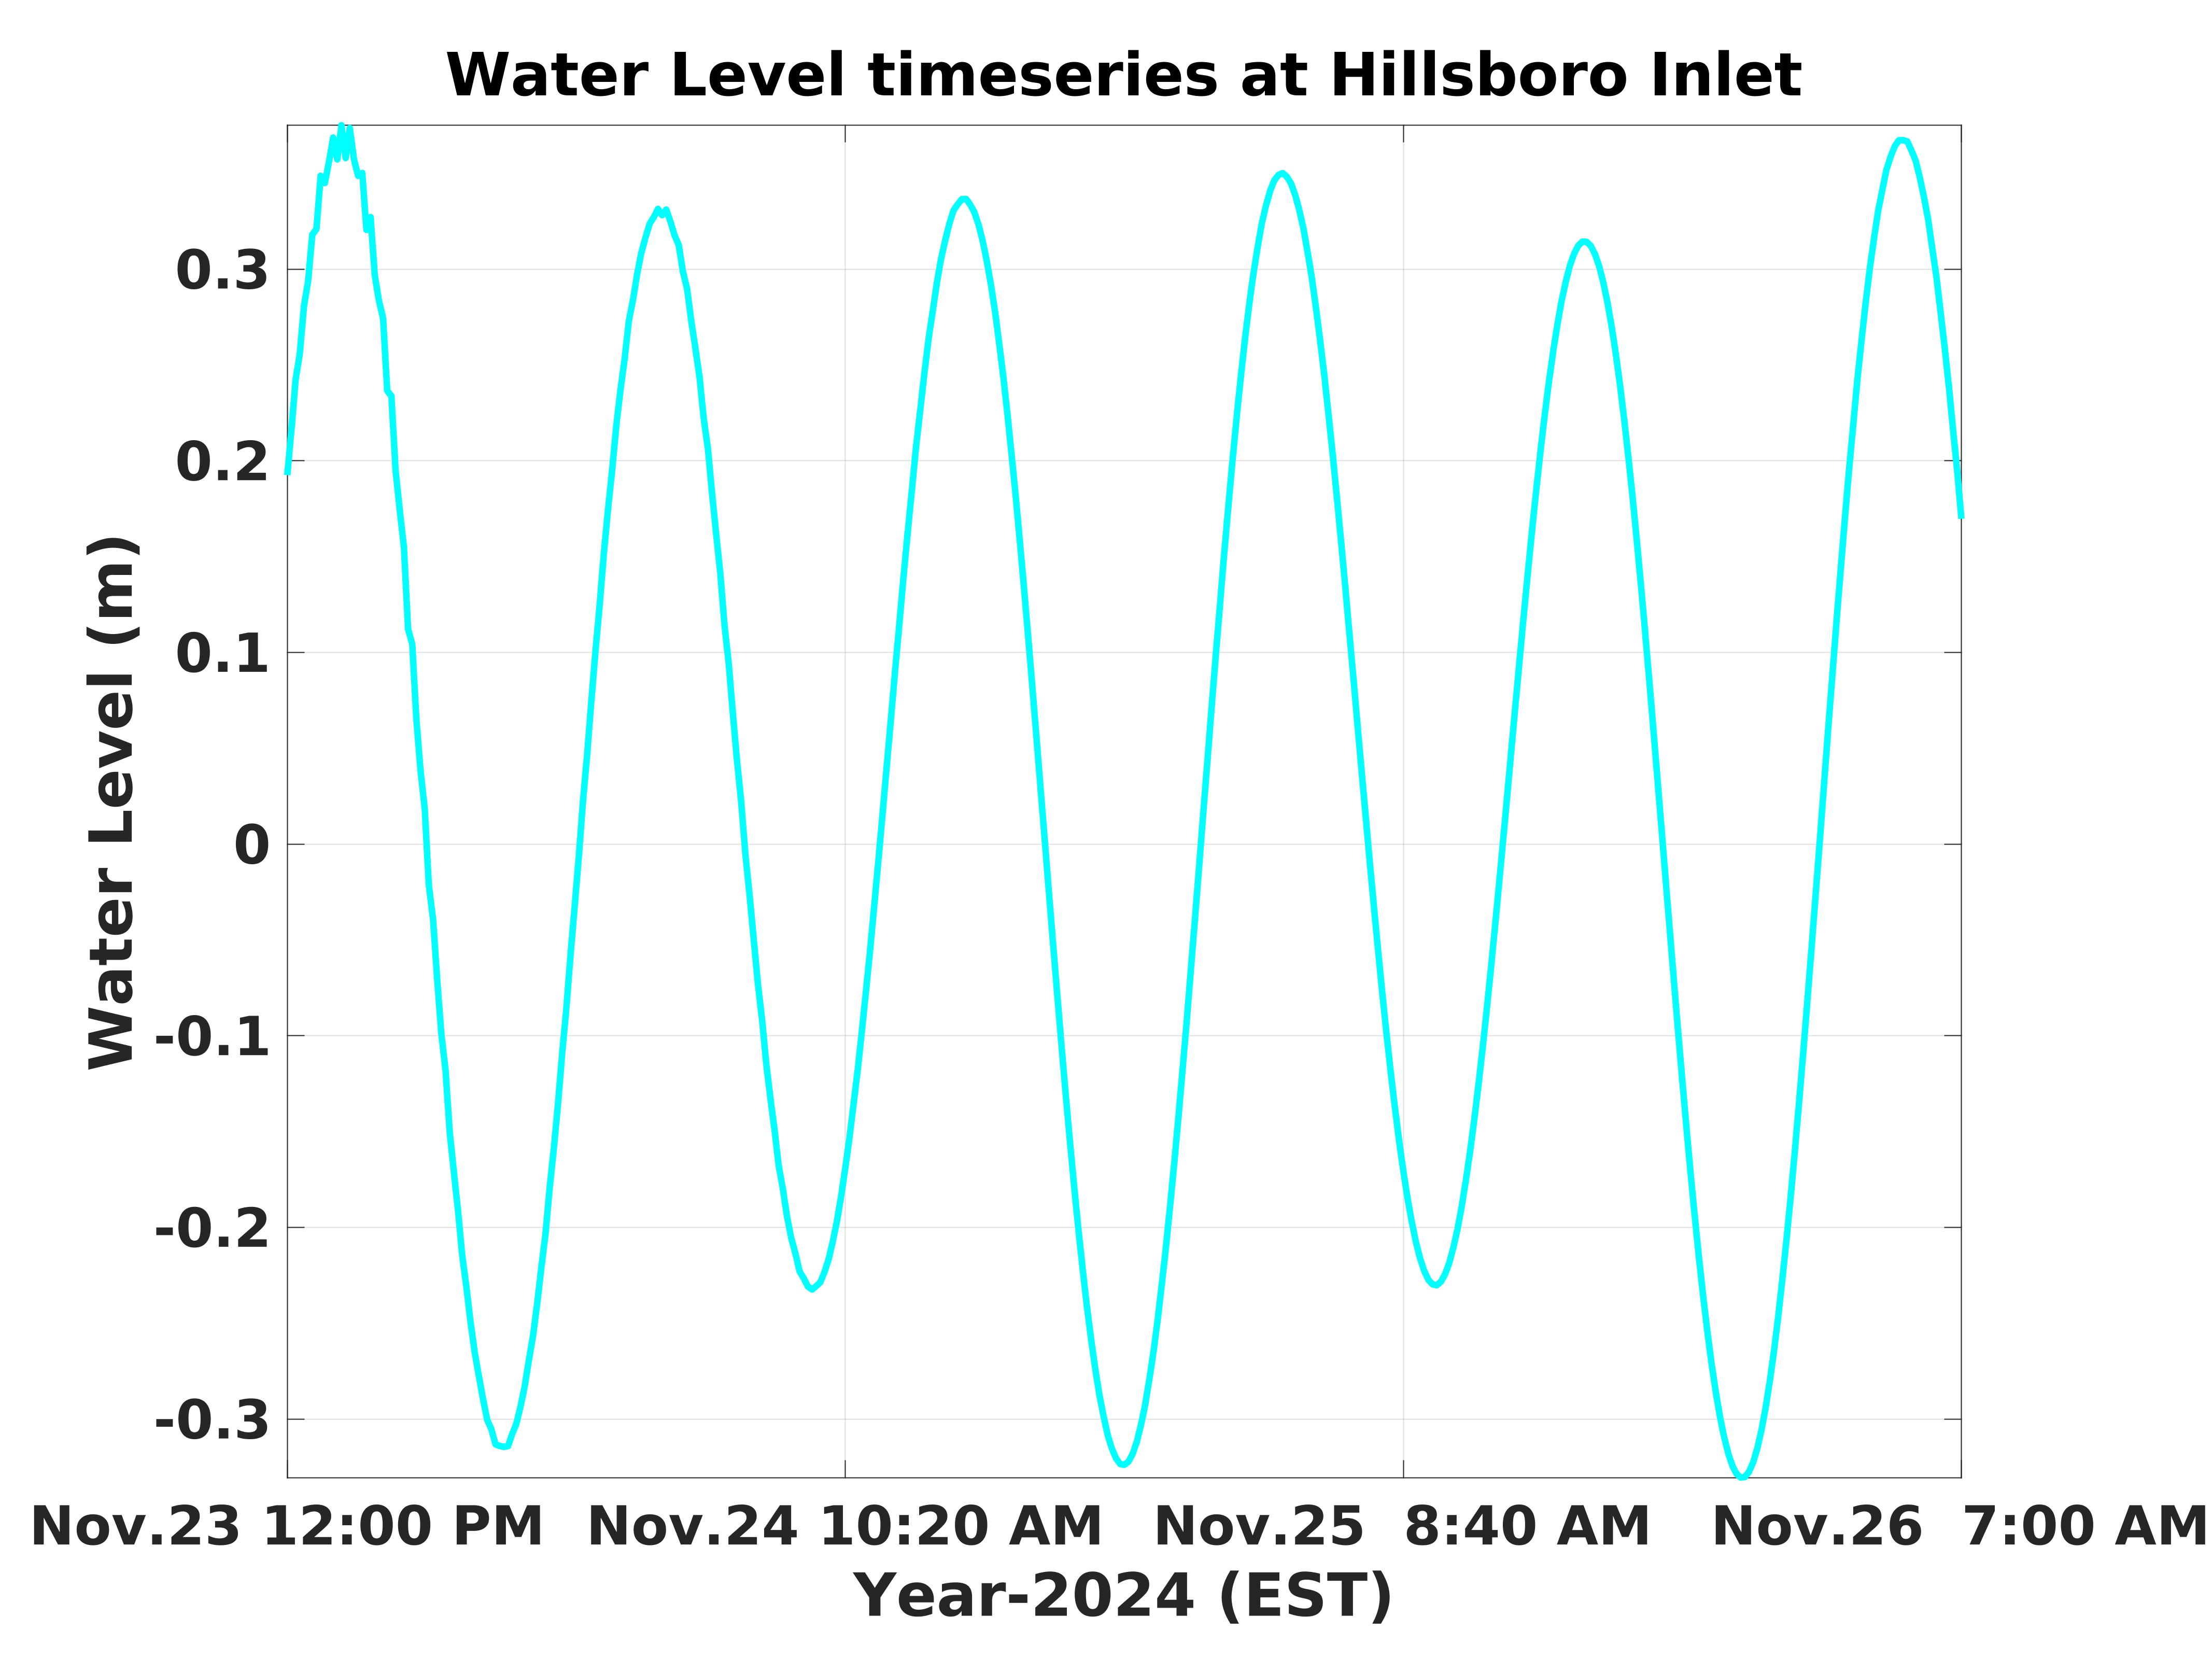 Water Level timeseries at Hillsboro Inlet
Water Level (m)
0.3
0.2
0.1
0
-0.1
-0.2
-0.3
Nov.23 12:00 PM Nov.24 10:20 AM Nov.25 8:40 AM Nov.26 7:00 AM
Year-2024 (EST)